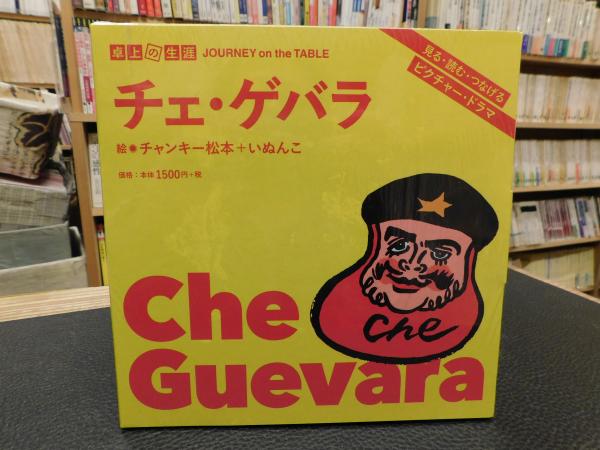 卓上の生涯 JOURNEY on the TABLE
見る・読む・つなげる
ピクチャー・ドラマ
チェ・ゲバラ
絵◉チャンキー松本+いぬんこ
価格:本体1500円+税
che
Che
Guevara